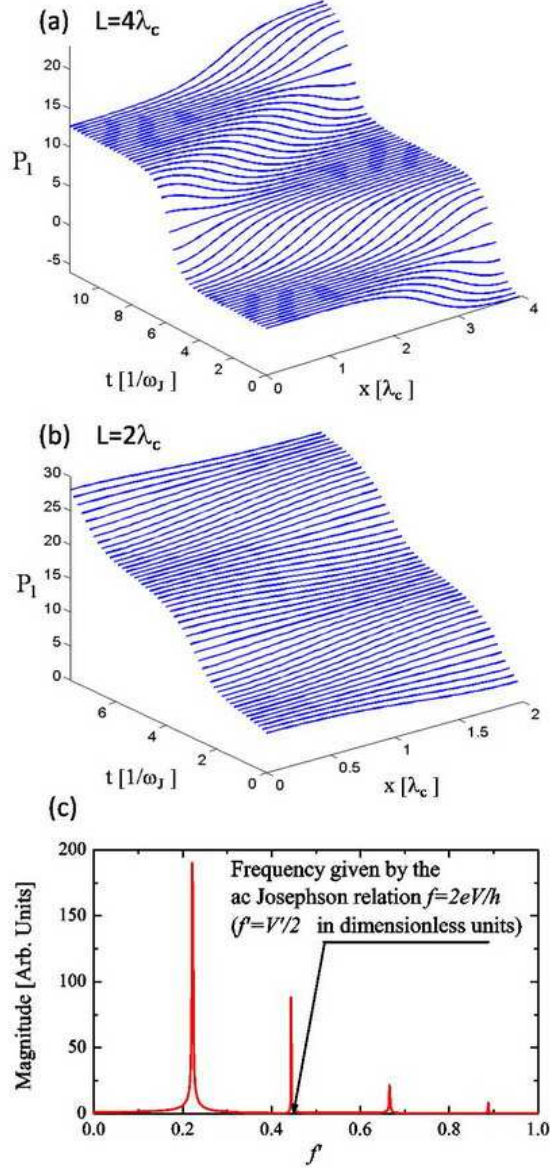 (a) L=4λc
20
15
10
5
0
-5
P1
10
8
6
4
2
0
t [1/ωJ]
0
1
2
3
4
x [λc]
(b) L=2λc
30
25
20
15
10
5
0
P1
6
4
2
0
t [1/ωJ]
0
0.5
1
1.5
2
x [λc]
(c)
200
150
100
50
0
Magnitude [Arb. Units]
Frequency given by the
ac Josephson relation f=2eV/h
(f'=V'/2 in dimensionless units)
0.0 0.2 0.4 0.6 0.8 1.0
f'